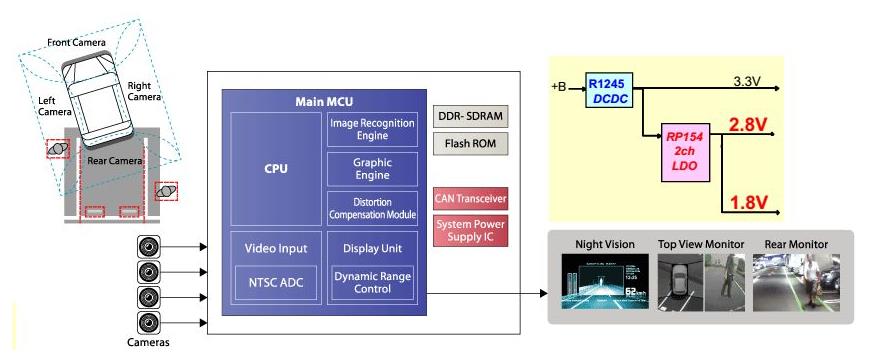 Front Camera
Left
Camera
Right
Camera
Rear Camera
Cameras
Main MCU
CPU
Image Recognition
Engine
Graphic
Engine
Distortion
Compensation Module
Video Input
NTSC ADC
Display Unit
Dynamic Range
Control
DDR- SDRAM
Flash ROM
CAN Transceiver
System Power
Supply IC
+B
R1245
DCDC
3.3V
RP154
2ch
LDO
2.8V
1.8V
Night Vision
Top View Monitor
Rear Monitor
62km/h